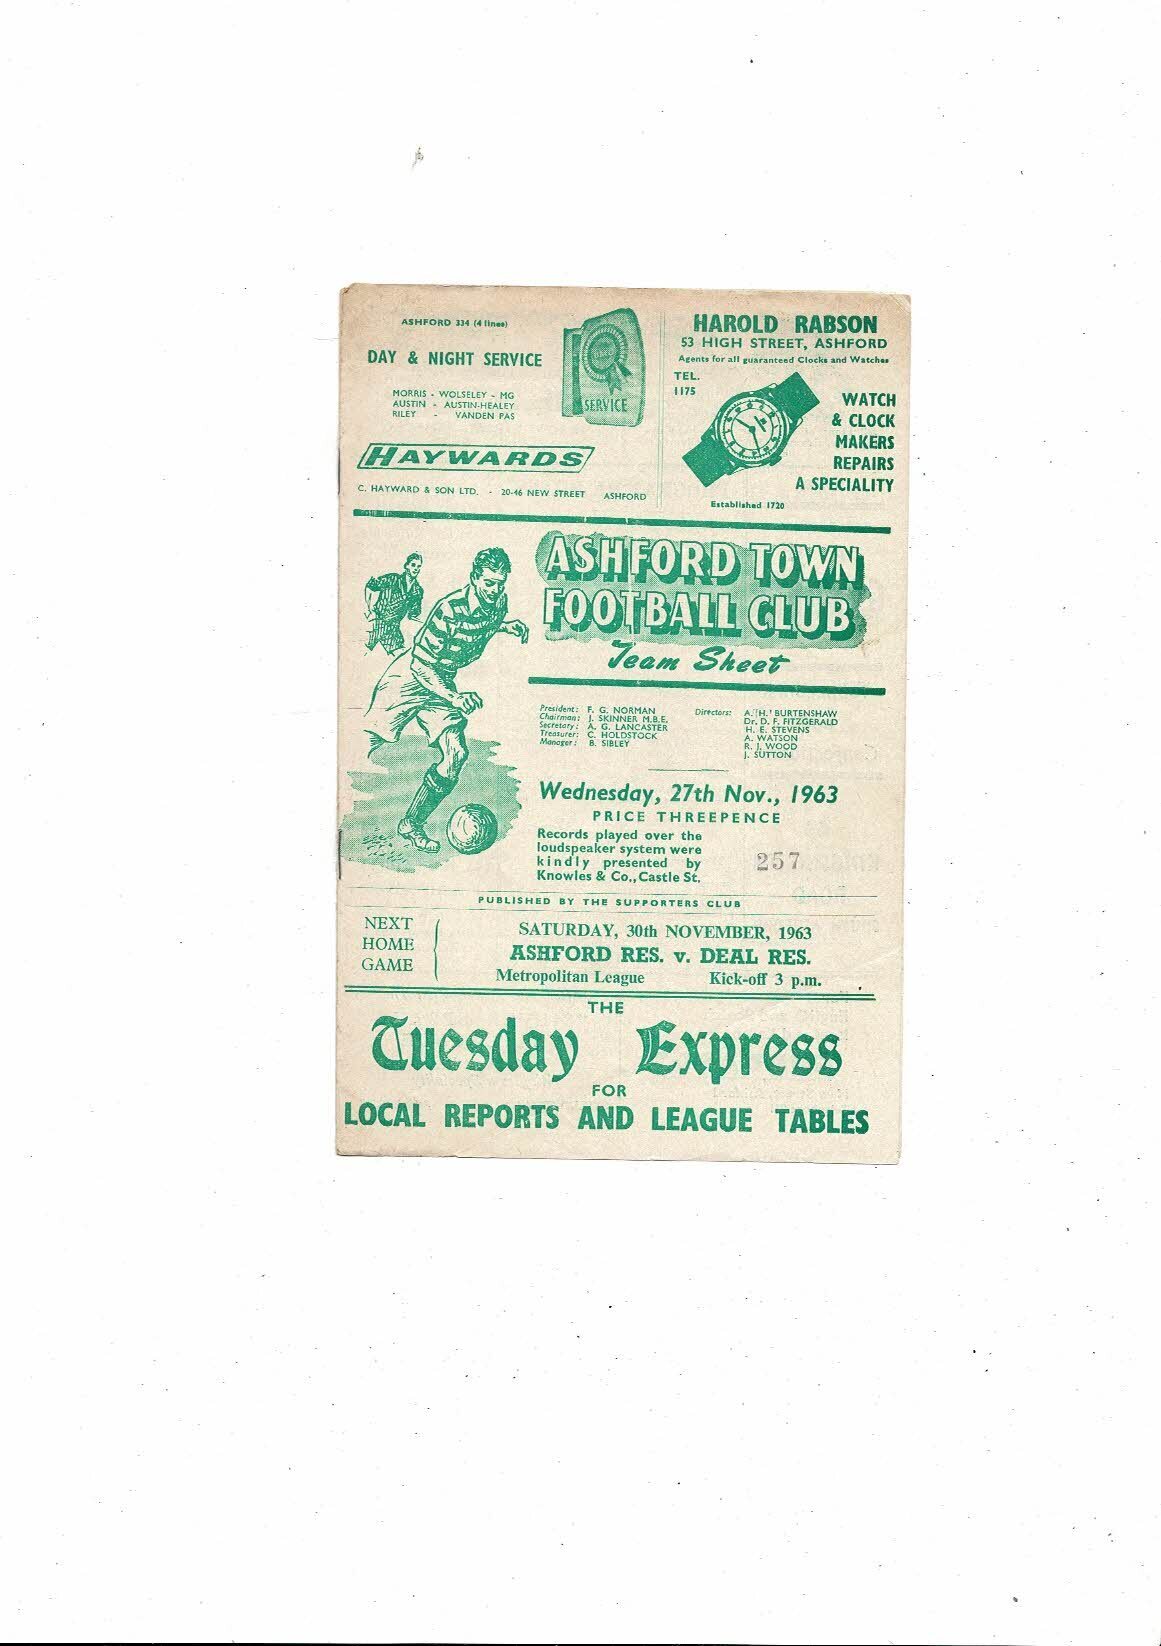 ASHFORD 334 (4 lines)
DAY & NIGHT SERVICE
MORRIS - WOLSELEY - MG
AUSTIN - AUSTIN-HEALEY
RILEY - VANDEN PAS
SERVICE
HAYWARDS
C. HAYWARD & SON LTD. - 20-46 NEW STREET ASHFORD
HAROLD RABSON
53 HIGH STREET, ASHFORD
Agents for all guaranteed Clocks and Watches
TEL.
1175
WATCH
& CLOCK
MAKERS
REPAIRS
A SPECIALITY
Established 1720
ASHFORD TOWN
FOOTBALL CLUB
Team Sheet
President: F. G. NORMAN
Chairman: J. SKINNER M.B.E.
Secretary: A. G. LANCASTER
Treasurer: C. HOLDSTOCK
Manager: B. SIBLEY
Directors: A. H. BURTENSHAW
Dr. D. F. FITZGERALD
H. E. STEVENS
A. WATSON
R. J. WOOD
J. SUTTON
Wednesday, 27th Nov., 1963
PRICE THREEPENCE
Records played over the
loudspeaker system were
kindly presented by
Knowles & Co., Castle St.
257
PUBLISHED BY THE SUPPORTERS CLUB
NEXT
HOME
GAME
SATURDAY, 30th NOVEMBER, 1963
ASHFORD RES. v. DEAL RES.
Metropolitan League Kick-off 3 p.m.
THE
Tuesday Express
FOR
LOCAL REPORTS AND LEAGUE TABLES